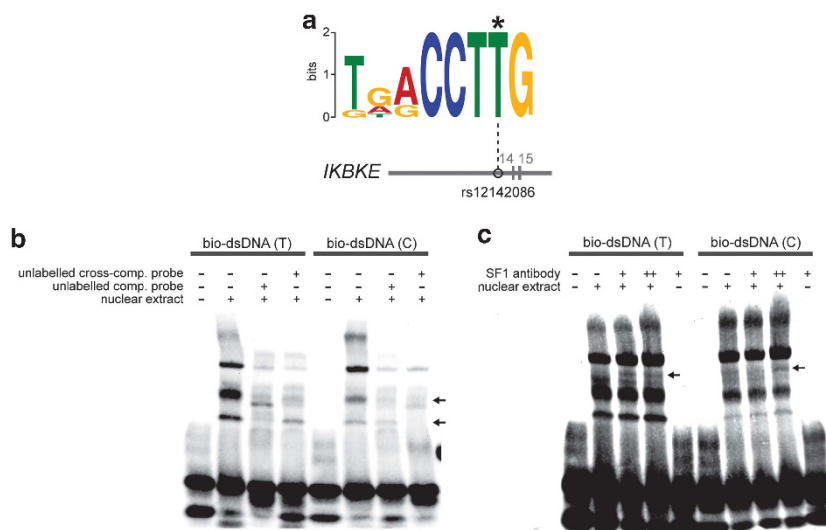 a
*
2
bits
1
0
TGGATAGACCTTG
14 15
IKBKE
rs12142086
b
bio-dsDNA (T) bio-dsDNA (C)
unlabelled cross-comp. probe - - - + - - - +
unlabelled comp. probe - - + - - - + -
nuclear extract - + + + - + + +
c
bio-dsDNA (T) bio-dsDNA (C)
SF1 antibody - - + ++ + - - + ++ +
nuclear extract - + + + - - + + + -